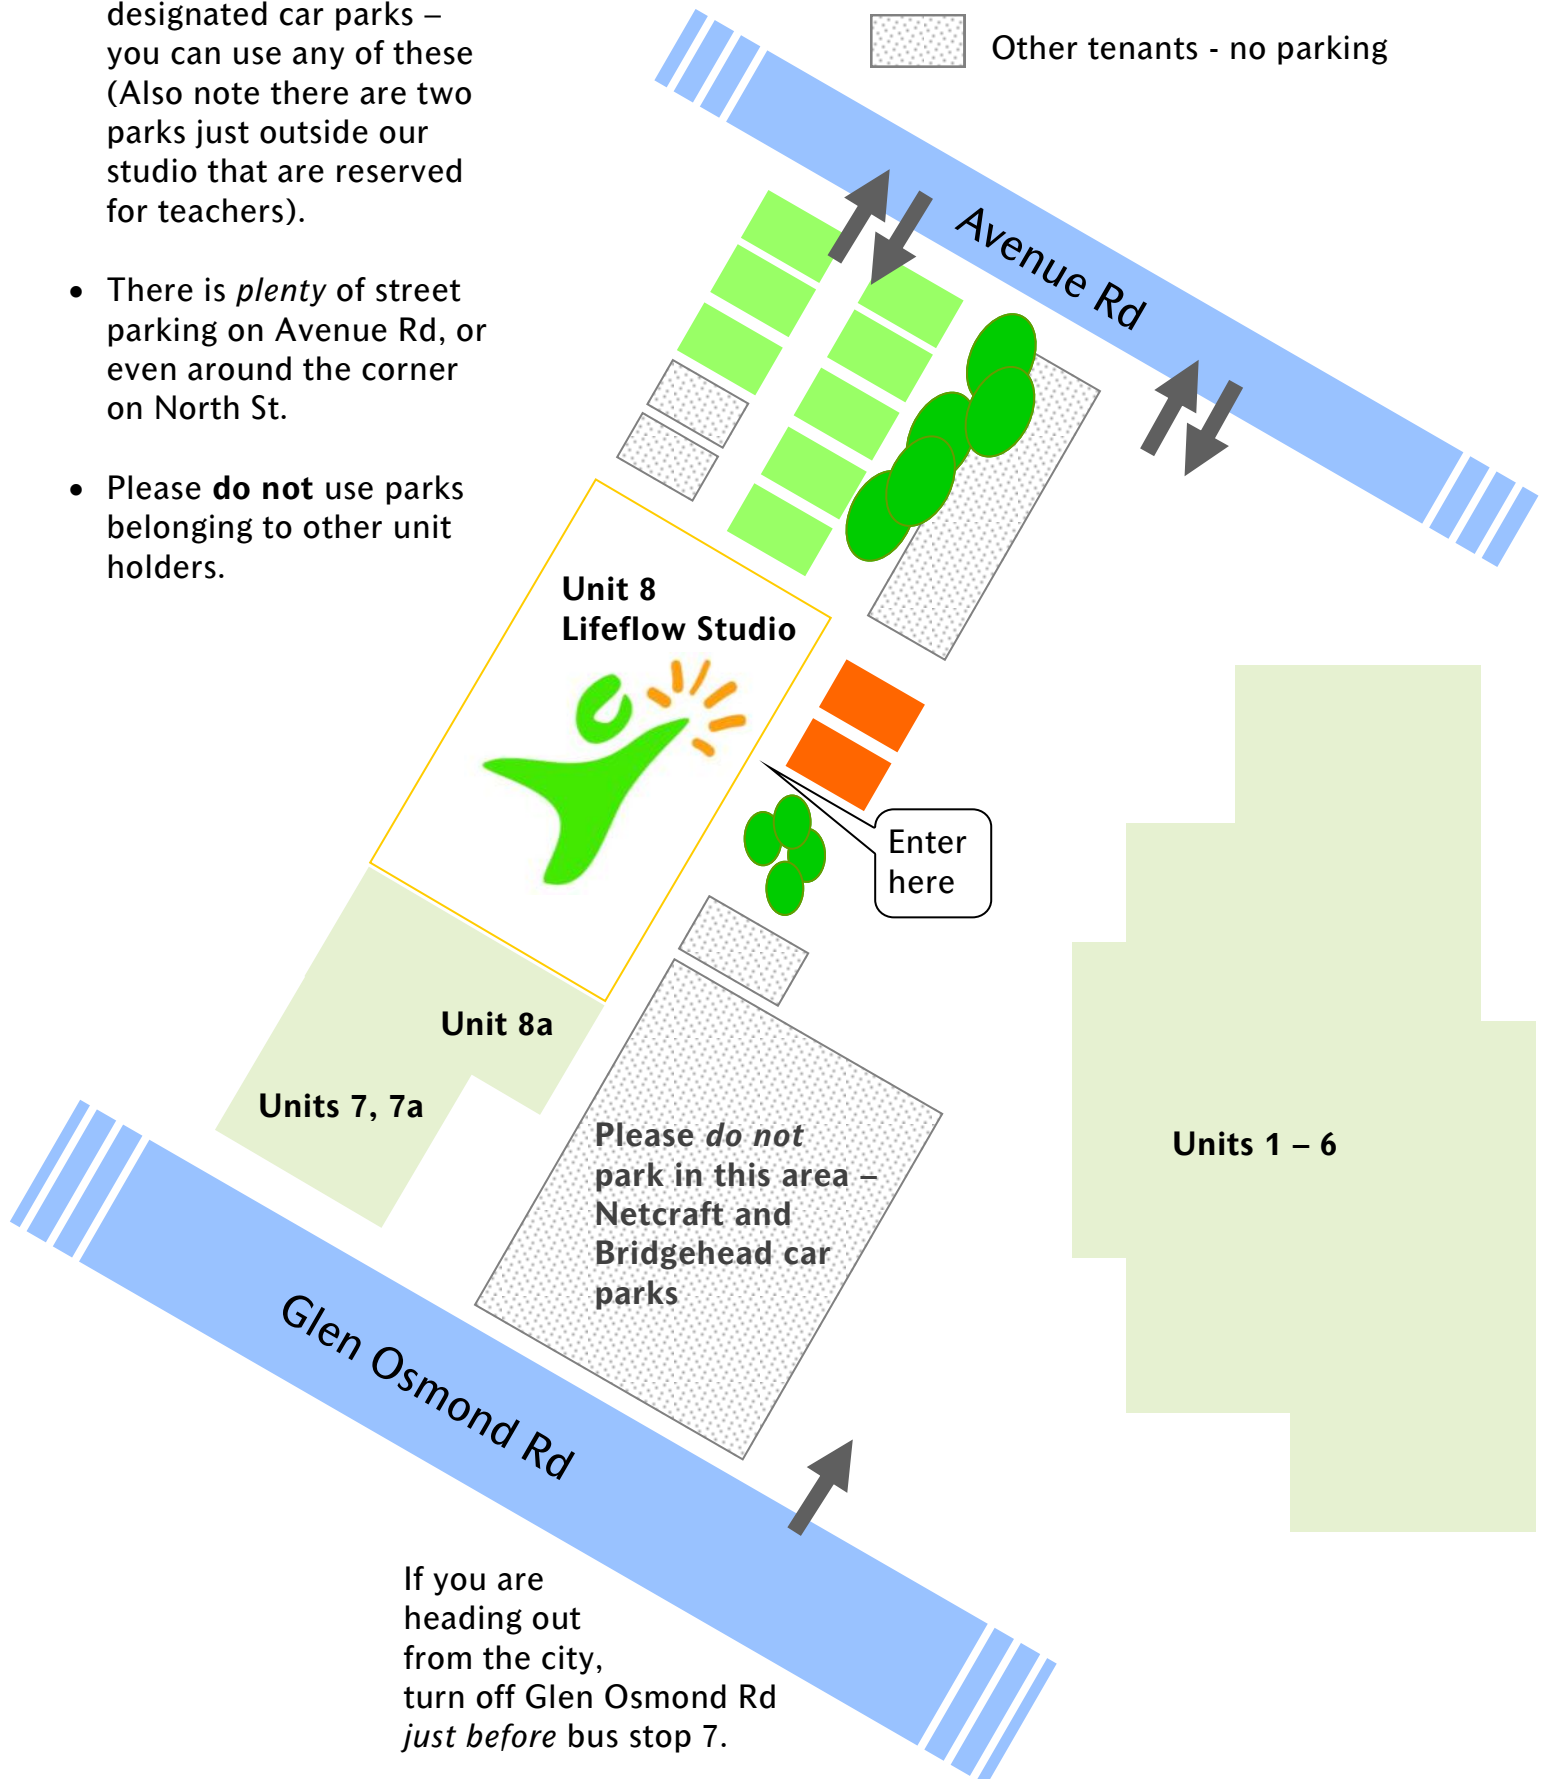 designated car parks –
you can use any of these
(Also note there are two
parks just outside our
studio that are reserved
for teachers).
• There is plenty of street
parking on Avenue Rd, or
even around the corner
on North St.
• Please do not use parks
belonging to other unit
holders.
Other tenants - no parking
Avenue Rd
Unit 8
Lifeflow Studio
Enter
here
Unit 8a
Units 7, 7a
Please do not
park in this area –
Netcraft and
Bridgehead car
parks
Units 1 – 6
Glen Osmond Rd
If you are
heading out
from the city,
turn off Glen Osmond Rd
just before bus stop 7.